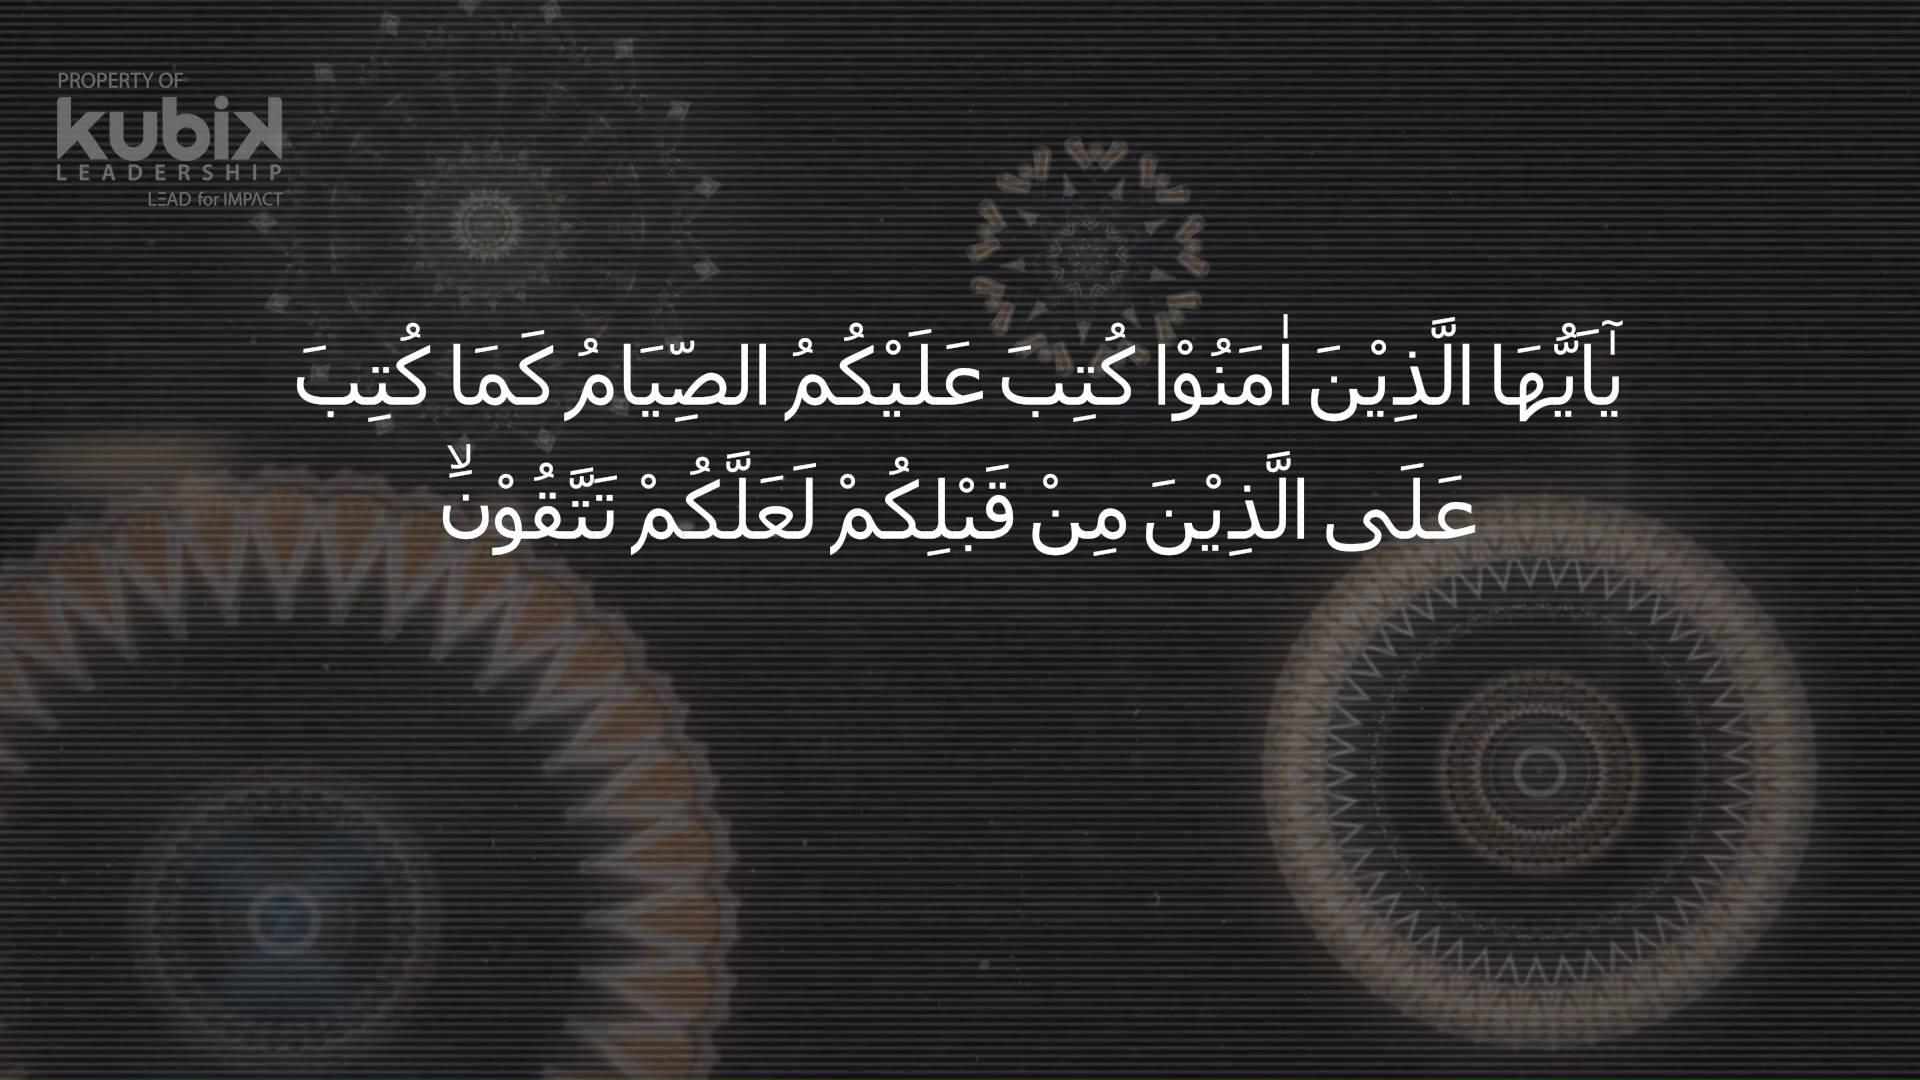 PROPERTY OF
kubik
LEADERSHIP
LEAD for IMPACT
يٰٓاَيُّهَا الَّذِيْنَ اٰمَنُوْا كُتِبَ عَلَيْكُمُ الصِّيَامُ كَمَا كُتِبَ
عَلَى الَّذِيْنَ مِنْ قَبْلِكُمْ لَعَلَّكُمْ تَتَّقُوْنَۙ